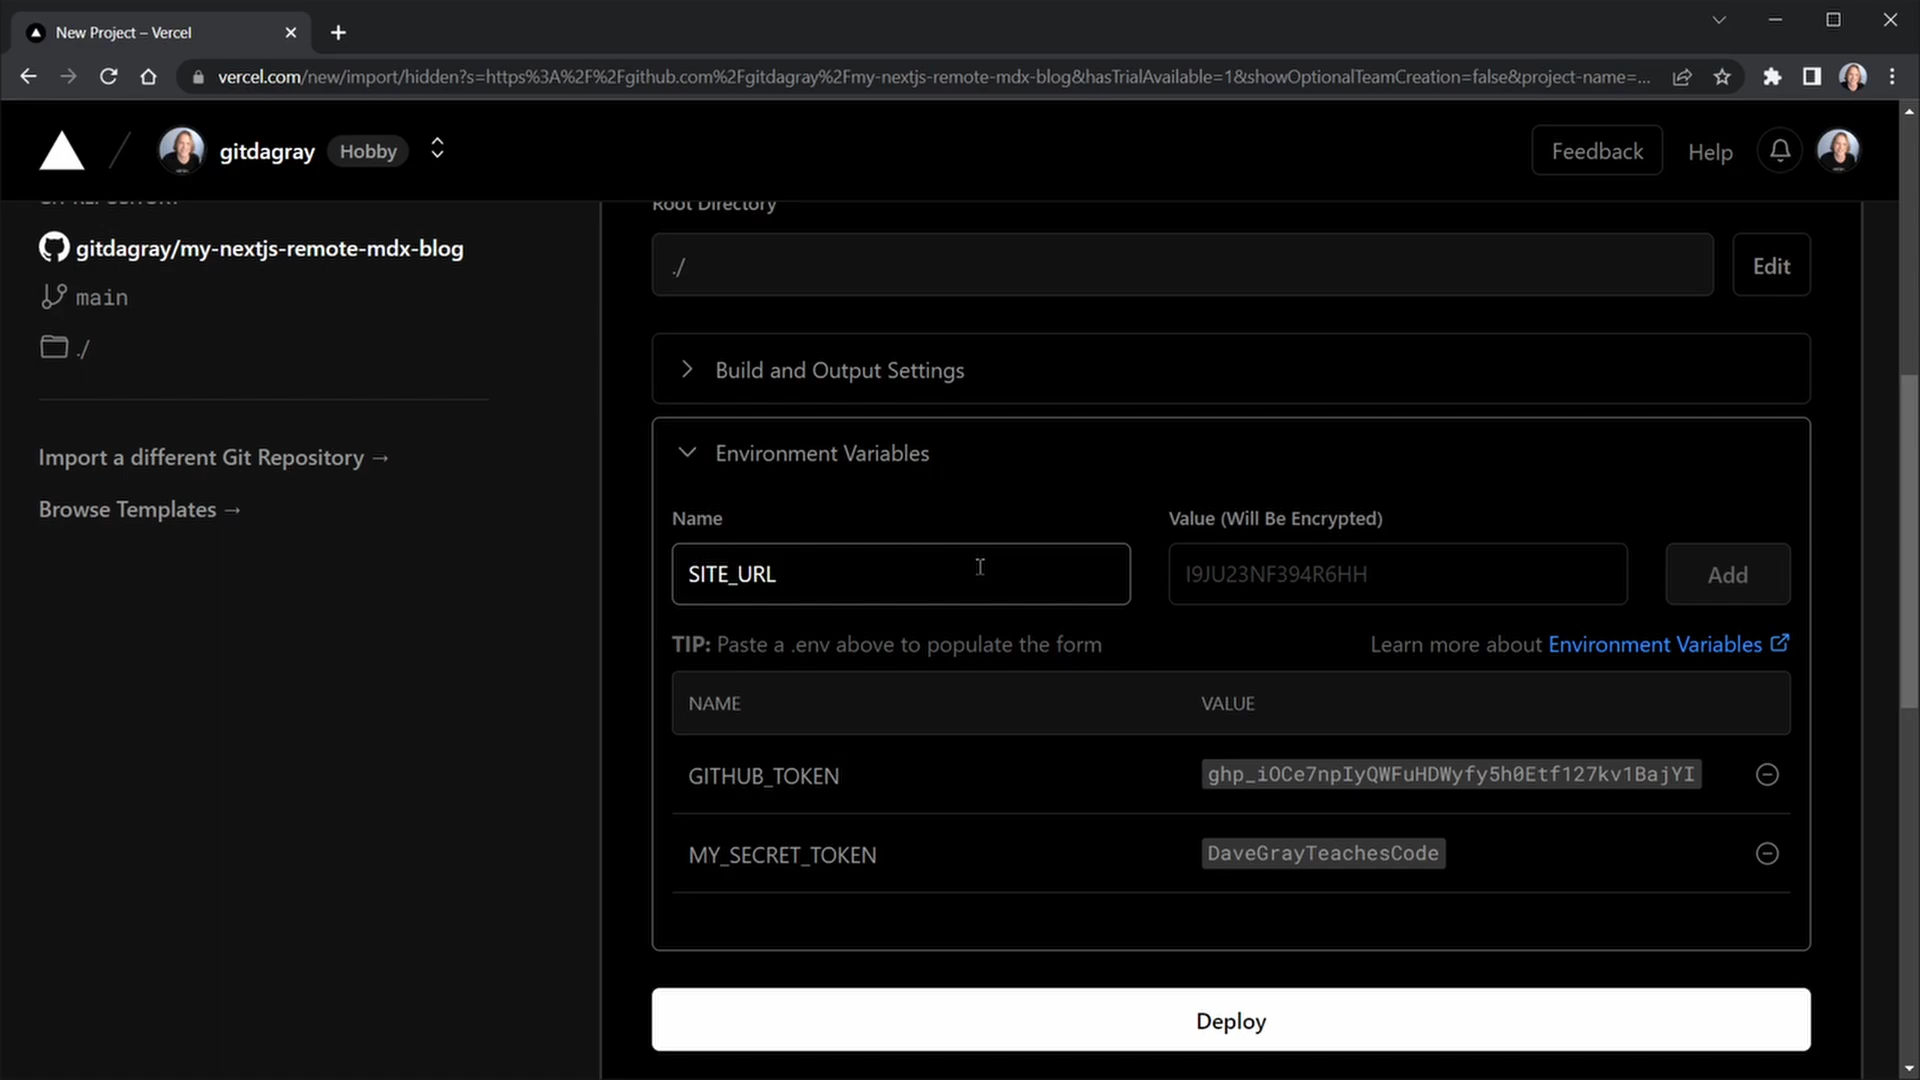 New Project – Vercel
vercel.com/new/import/hidden?s=https%3A%2F%2Fgithub.com%2Fgitdagray%2Fmy-nextjs-remote-mdx-blog&hasTrialAvailable=1&showOptionalTeamCreation=false&project-name=...
gitdagray
Hobby
Feedback
Help
GIT REPOSITORY
gitdagray/my-nextjs-remote-mdx-blog
main
./
Import a different Git Repository →
Browse Templates →
Root Directory
./
Edit
Build and Output Settings
Environment Variables
Name
Value (Will Be Encrypted)
SITE_URL
I9JU23NF394R6HH
Add
TIP: Paste a .env above to populate the form
Learn more about Environment Variables
NAME
VALUE
GITHUB_TOKEN
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
MY_SECRET_TOKEN
DaveGrayTeachesCode
Deploy